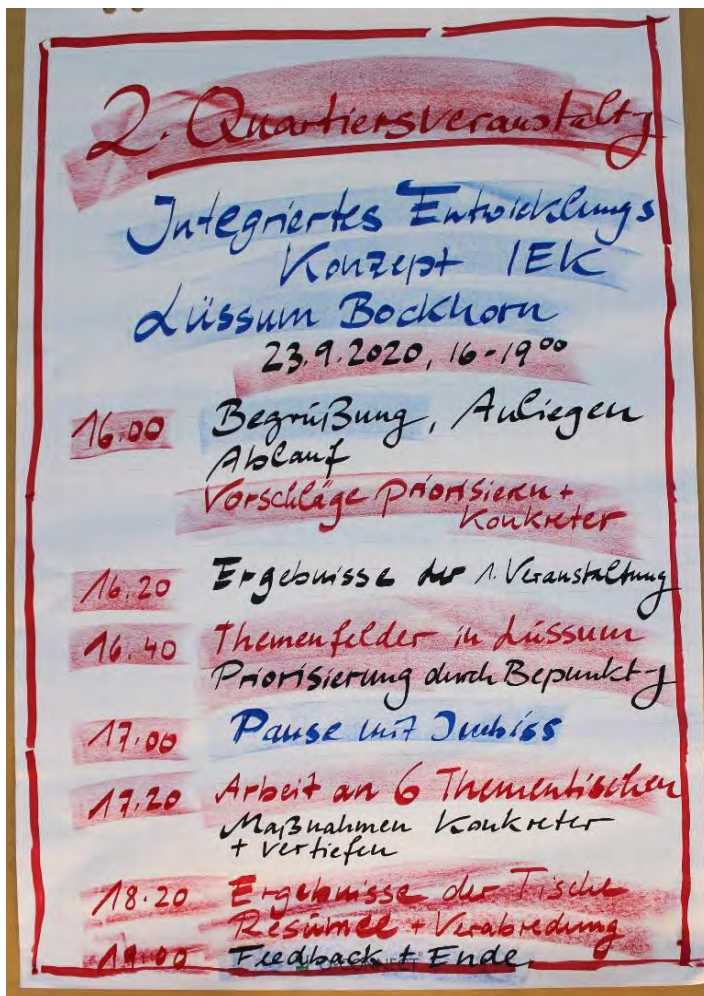 2. Quartiersveranstaltg
Integriertes Entwicklungs
Konzept IEK
Lüssum Bockhorn
23.9.2020, 16-19⁰⁰
16.00 Begrüßung, Anliegen
Ablauf
Vorschläge priorisieren +
Konkreter
16.20 Ergebnisse der 1. Veranstaltung
16.40 Themenfelder in Lüssum
Priorisierung durch Bepunktg
17.00 Pause mit Imbiss
17.20 Arbeit an 6 Thementischen
Maßnahmen Konkreter
+ vertiefen
18.20 Ergebnisse der Tische
Resümee + Verabredung
19.00 Feedback + Ende